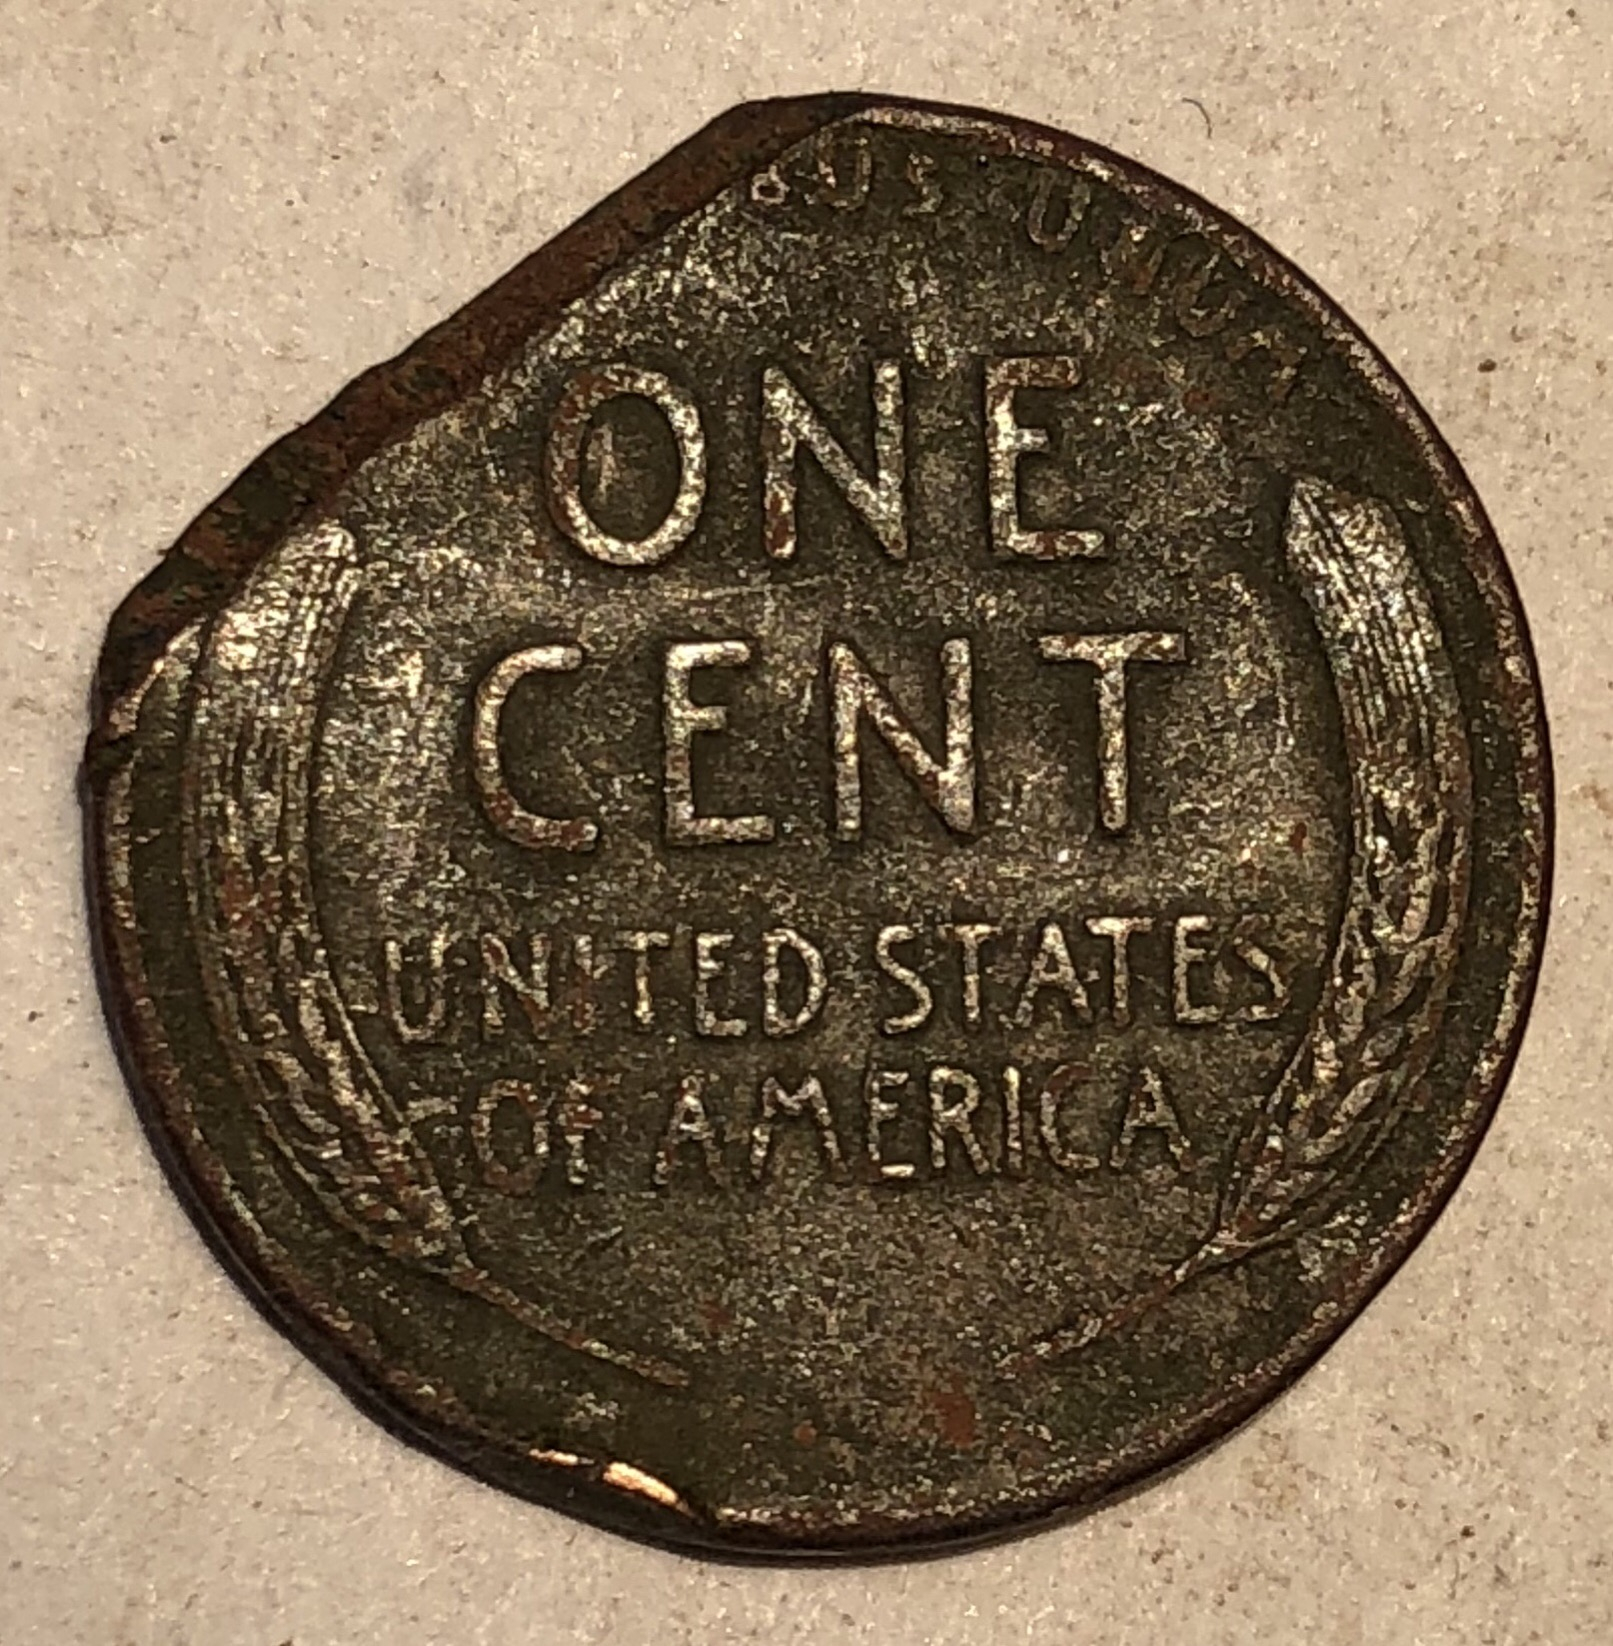 ONE
CENT
UNITED STATES
OF AMERICA